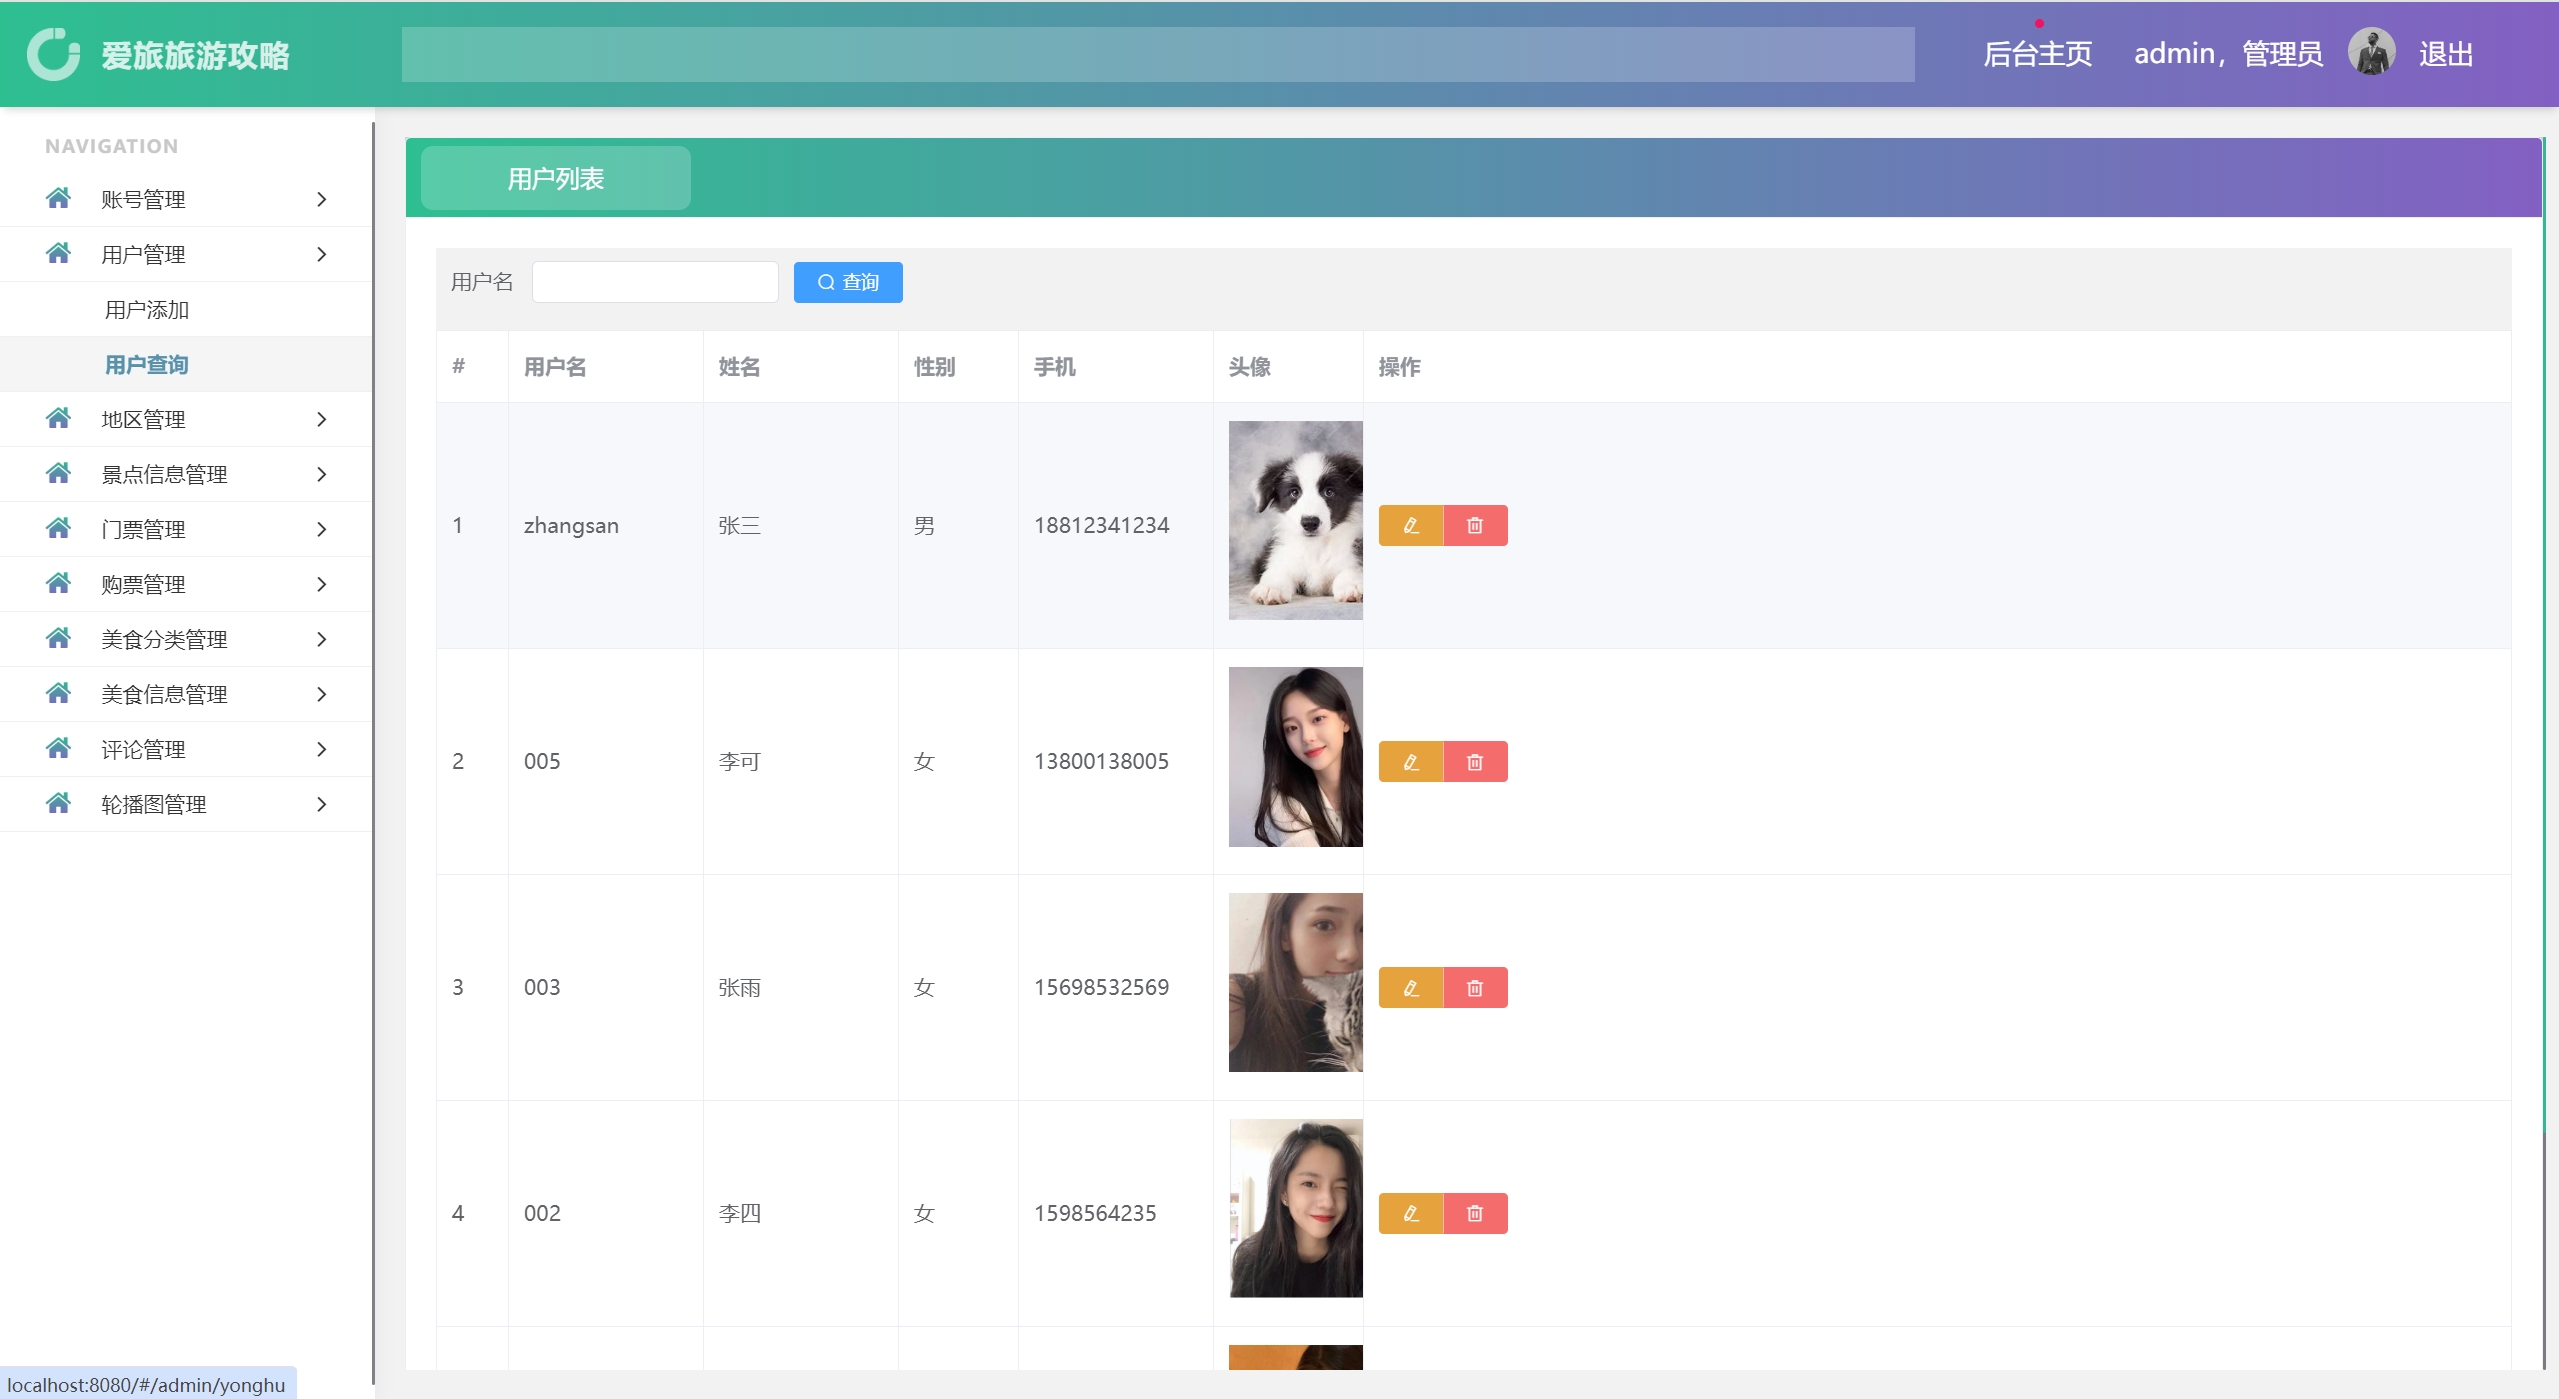 爱旅旅游攻略
后台主页 admin，管理员 退出
NAVIGATION
账号管理
用户管理
用户添加
用户查询
地区管理
景点信息管理
门票管理
购票管理
美食分类管理
美食信息管理
评论管理
轮播图管理
用户列表
用户名 查询
# 用户名 姓名 性别 手机 头像 操作
1 zhangsan 张三 男 18812341234
2 005 李可 女 13800138005
3 003 张雨 女 15698532569
4 002 李四 女 1598564235
localhost:8080/#/admin/yonghu